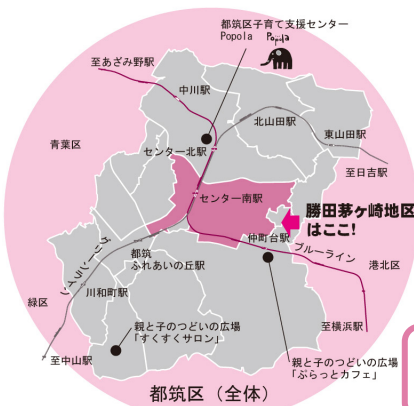 都筑区子育て支援センター
Popola
Popola
至あざみ野駅
中川駅
北山田駅
東山田駅
青葉区
センター北駅
至日吉駅
センター南駅
勝田茅ヶ崎地区
はここ!
仲町台駅
ブルーライン
都筑
ふれあいの丘駅
港北区
グリーンライン
緑区
川和町駅
親と子のつどいの広場
「すくすくサロン」
至横浜駅
至中山駅
親と子のつどいの広場
「ぷらっとカフェ」
都筑区（全体）